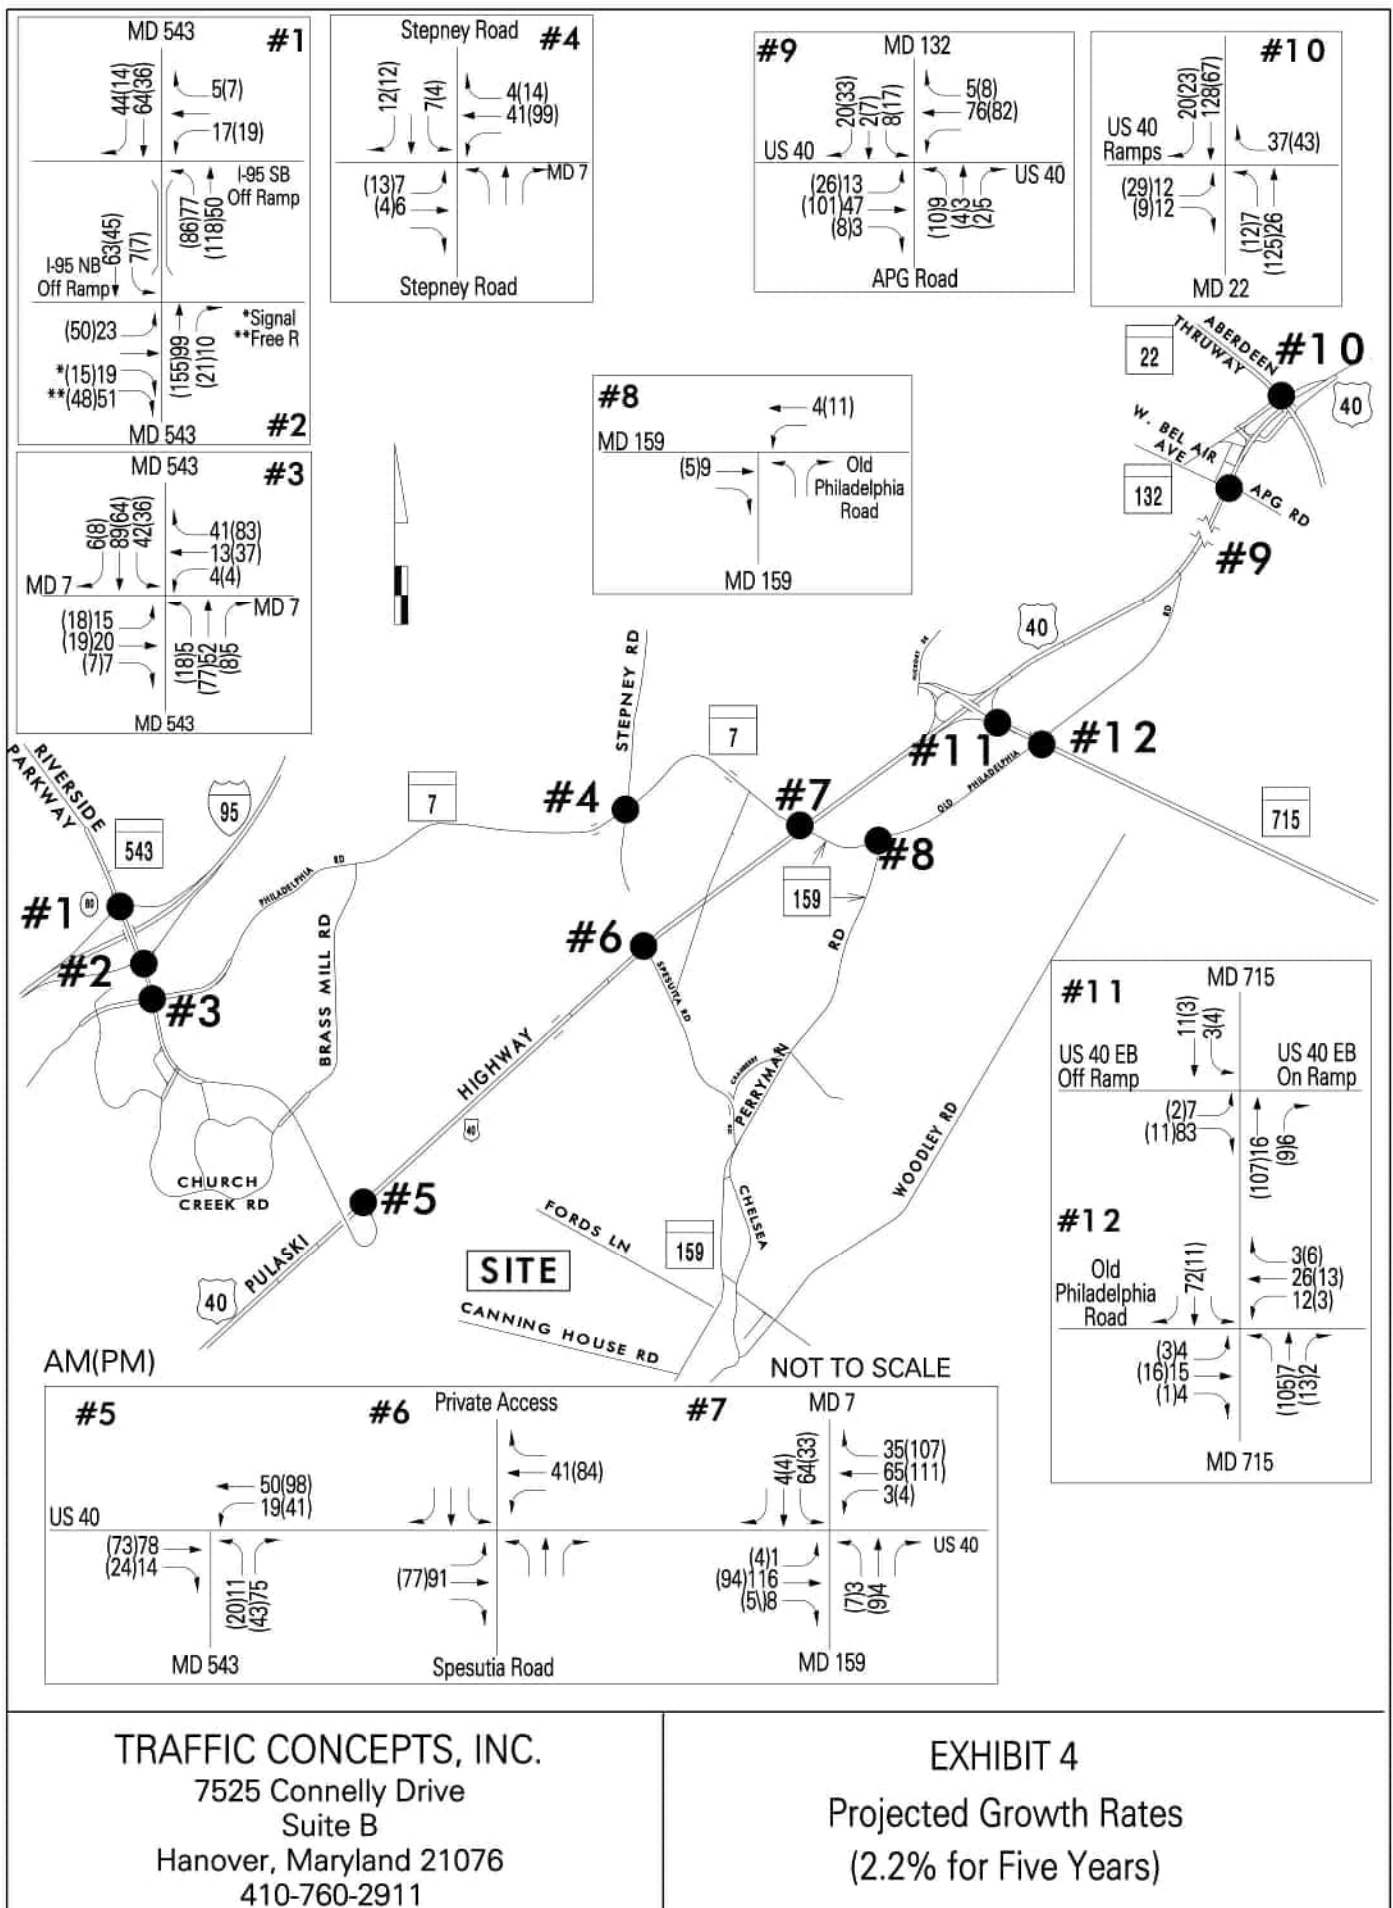 MD 543
#1
44(14)
64(36)
5(7)
17(19)
I-95 SB
Off Ramp
(86)77
(118)50
63(45)
7(7)
I-95 NB
Off Ramp
*Signal
**Free R
(50)23
*(15)19
**(48)51
(155)99
(21)10
MD 543
#2
Stepney Road
#4
12(12)
7(4)
4(14)
41(99)
MD 7
(13)7
(4)6
Stepney Road
#9
MD 132
20(33)
2(7)
8(17)
5(8)
76(82)
US 40
US 40
(26)13
(101)47
(8)3
(10)9
(4)3
(2)5
APG Road
#10
20(23)
128(67)
US 40
Ramps
37(43)
(29)12
(9)12
(12)7
(125)26
MD 22
MD 543
#3
6(8)
89(64)
42(36)
41(83)
13(37)
4(4)
MD 7
MD 7
(18)15
(19)20
(7)7
(18)5
(77)52
(8)5
MD 543
#8
4(11)
MD 159
(5)9
Old
Philadelphia
Road
MD 159
22
ABERDEEN
THRUWAY
#10
40
W. BEL AIR
AVE
132
APG RD
#9
40
RD
STEPNEY RD
7
#11
#12
OLD PHILADELPHIA
715
RIVERSIDE
PARKWAY
95
543
7
#4
#7
#8
159
PHILADELPHIA RD
#1
80
#2
#3
BRASS MILL RD
#6
SPESUITA RD
RD
HIGHWAY
40
CRANBERRY
PERRYMAN
WOODLEY RD
CHURCH
CREEK RD
#5
PULASKI
40
FORDS LN
159
CHELSEA
SITE
CANNING HOUSE RD
#11
MD 715
11(3)
3(4)
US 40 EB
Off Ramp
US 40 EB
On Ramp
(2)7
(11)83
(107)16
(9)6
#12
Old
Philadelphia
Road
72(11)
3(6)
26(13)
12(3)
(3)4
(16)15
(1)4
(105)7
(13)2
MD 715
AM(PM)
NOT TO SCALE
#5
50(98)
19(41)
US 40
(73)78
(24)14
(20)11
(43)75
MD 543
#6
Private Access
41(84)
(77)91
Spesutia Road
#7
MD 7
4(4)
64(33)
35(107)
65(111)
3(4)
US 40
(4)1
(94)116
(5\)8
(7)3
(9)4
MD 159
TRAFFIC CONCEPTS, INC.
7525 Connelly Drive
Suite B
Hanover, Maryland 21076
410-760-2911
EXHIBIT 4
Projected Growth Rates
(2.2% for Five Years)